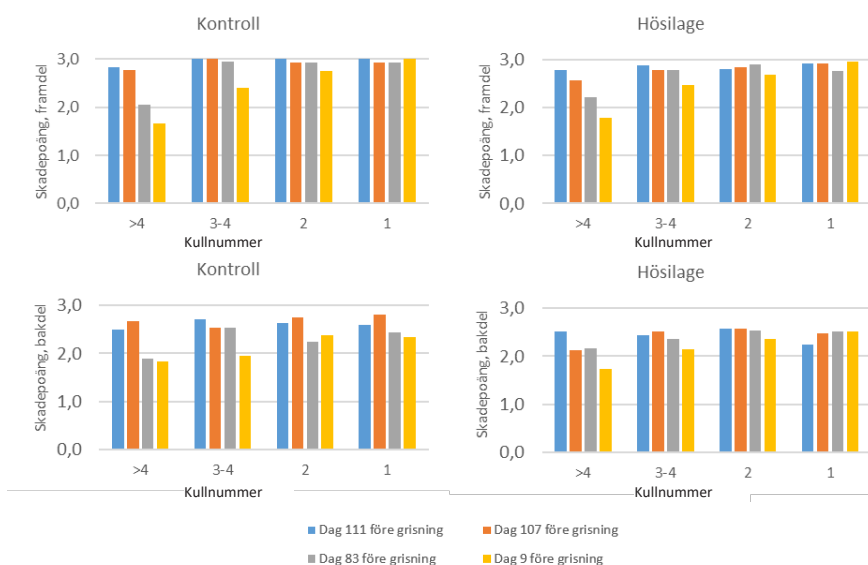 Kontroll
Skadepoäng, framdel
3,0
2,0
1,0
0,0
>4 3-4 2 1
Kullnummer
Hösilage
Skadepoäng, framdel
3,0
2,0
1,0
0,0
>4 3-4 2 1
Kullnummer
Kontroll
Skadepoäng, bakdel
3,0
2,0
1,0
0,0
>4 3-4 2 1
Kullnummer
Hösilage
Skadepoäng, bakdel
3,0
2,0
1,0
0,0
>4 3-4 2 1
Kullnummer
Dag 111 före grisning Dag 107 före grisning
Dag 83 före grisning Dag 9 före grisning